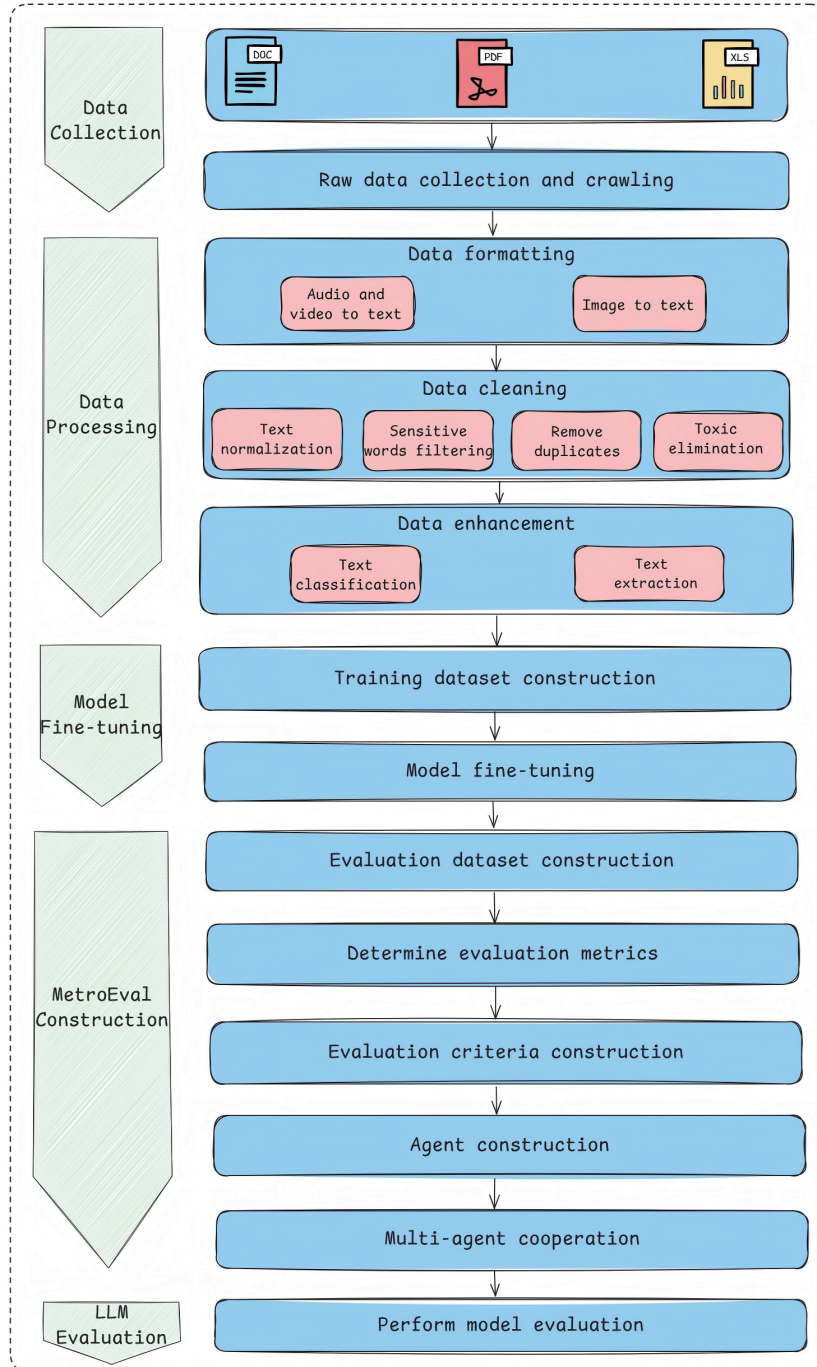 Data
Collection
DOC
PDF
XLS
Raw data collection and crawling
Data
Processing
Data formatting
Audio and
video to text
Image to text
Data cleaning
Text
normalization
Sensitive
words filtering
Remove
duplicates
Toxic
elimination
Data enhancement
Text
classification
Text
extraction
Model
Fine-tuning
Training dataset construction
Model fine-tuning
MetroEval
Construction
Evaluation dataset construction
Determine evaluation metrics
Evaluation criteria construction
Agent construction
Multi-agent cooperation
LLM
Evaluation
Perform model evaluation